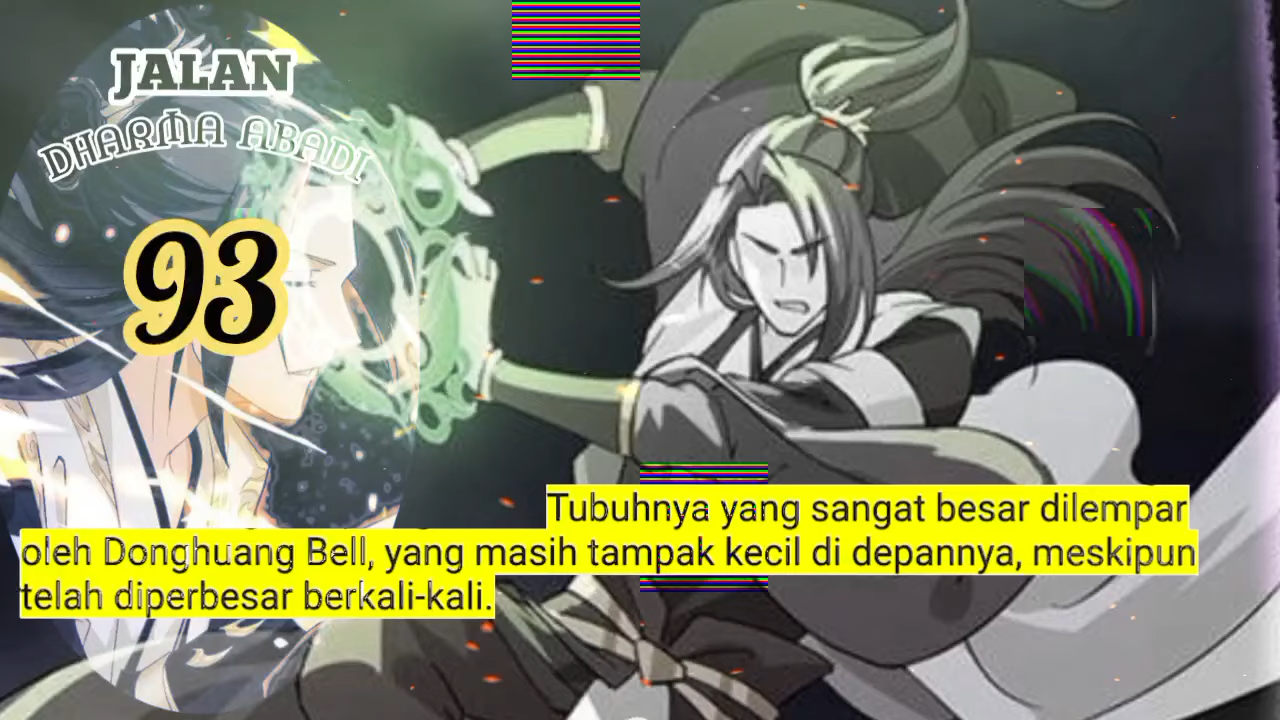 JALAN
DHARMA ABADI
93
Tubuhnya yang sangat besar dilempar
oleh Donghuang Bell, yang masih tampak kecil di depannya, meskipun
telah diperbesar berkali-kali.